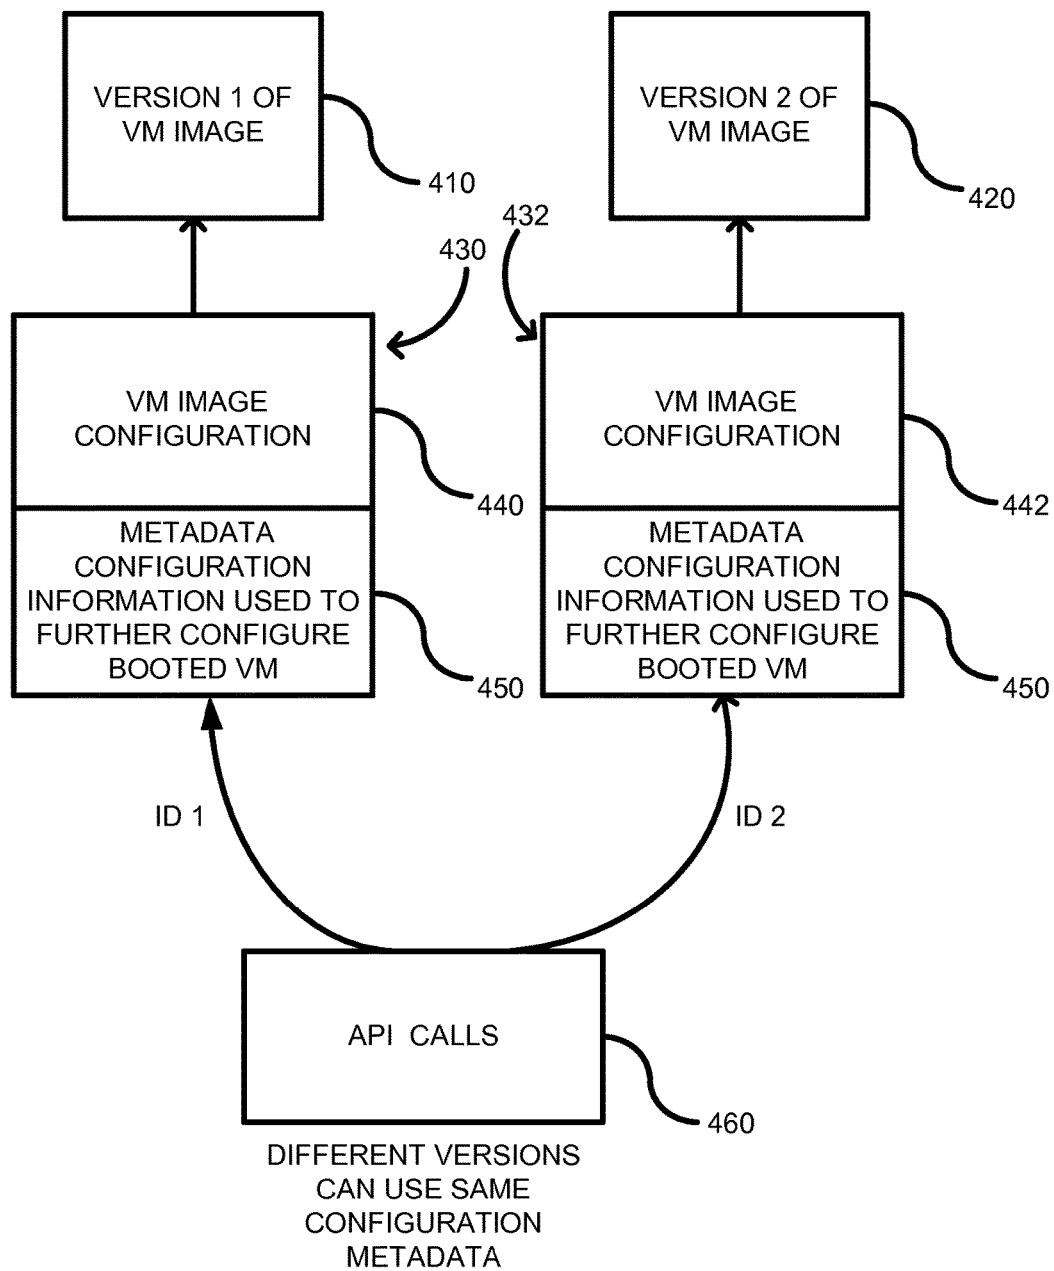 VERSION 1 OF
VM IMAGE
410
VERSION 2 OF
VM IMAGE
420
430
432
VM IMAGE
CONFIGURATION
440
METADATA
CONFIGURATION
INFORMATION USED TO
FURTHER CONFIGURE
BOOTED VM
450
VM IMAGE
CONFIGURATION
442
METADATA
CONFIGURATION
INFORMATION USED TO
FURTHER CONFIGURE
BOOTED VM
450
ID 1
ID 2
API CALLS
460
DIFFERENT VERSIONS
CAN USE SAME
CONFIGURATION
METADATA